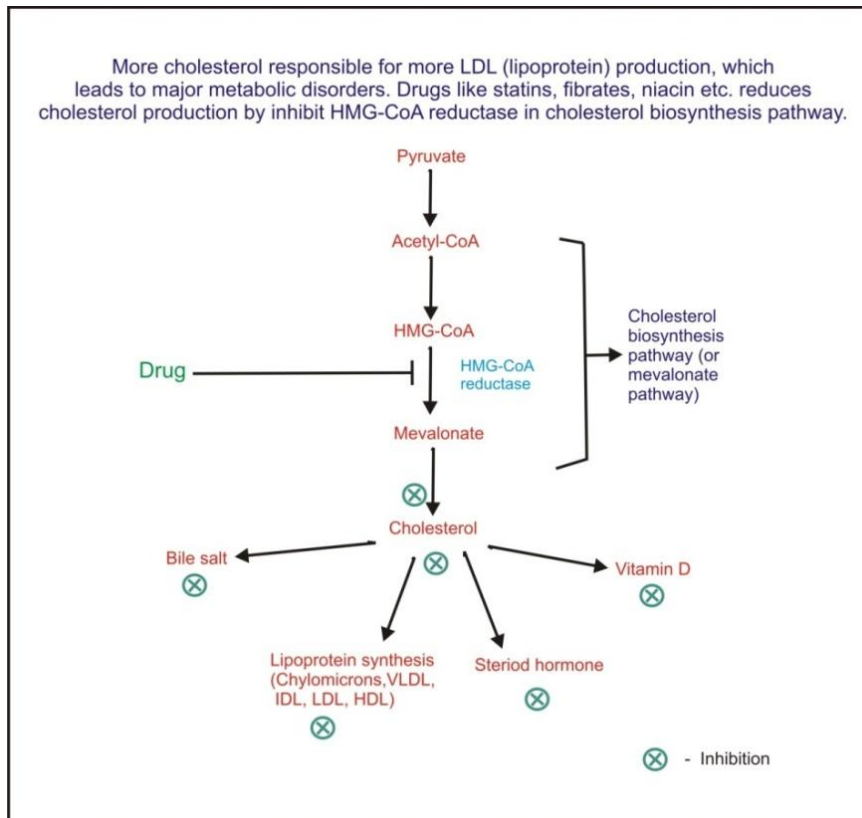 More cholesterol responsible for more LDL (lipoprotein) production, which
leads to major metabolic disorders. Drugs like statins, fibrates, niacin etc. reduces
cholesterol production by inhibit HMG-CoA reductase in cholesterol biosynthesis pathway.
Pyruvate
Acetyl-CoA
HMG-CoA
Drug
HMG-CoA
reductase
Cholesterol
biosynthesis
pathway (or
mevalonate
pathway)
Mevalonate
Cholesterol
Bile salt
Vitamin D
Lipoprotein synthesis
(Chylomicrons,VLDL,
IDL, LDL, HDL)
Steriod hormone
- Inhibition